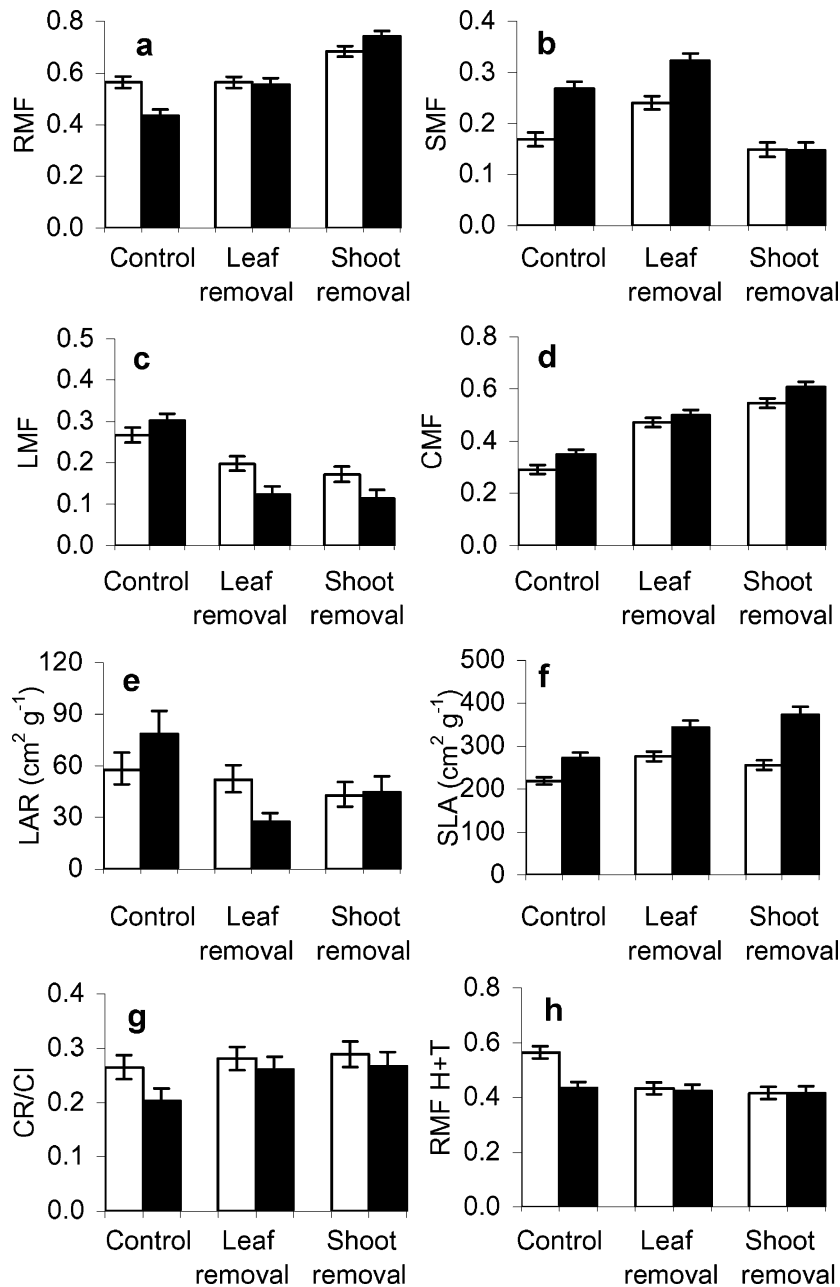 0.8
0.6
0.4
0.2
0.0
RMF
a
Control
Leaf
removal
Shoot
removal
0.4
0.3
0.2
0.1
0.0
SMF
b
Control
Leaf
removal
Shoot
removal
0.5
0.4
0.3
0.2
0.1
0.0
LMF
c
Control
Leaf
removal
Shoot
removal
0.8
0.6
0.4
0.2
0.0
CMF
d
Control
Leaf
removal
Shoot
removal
120
90
60
30
0
LAR (cm² g⁻¹)
e
Control
Leaf
removal
Shoot
removal
500
400
300
200
100
0
SLA (cm² g⁻¹)
f
Control
Leaf
removal
Shoot
removal
0.4
0.3
0.2
0.1
0.0
CR/CI
g
Control
Leaf
removal
Shoot
removal
0.8
0.6
0.4
0.2
0.0
RMF H+T
h
Control
Leaf
removal
Shoot
removal